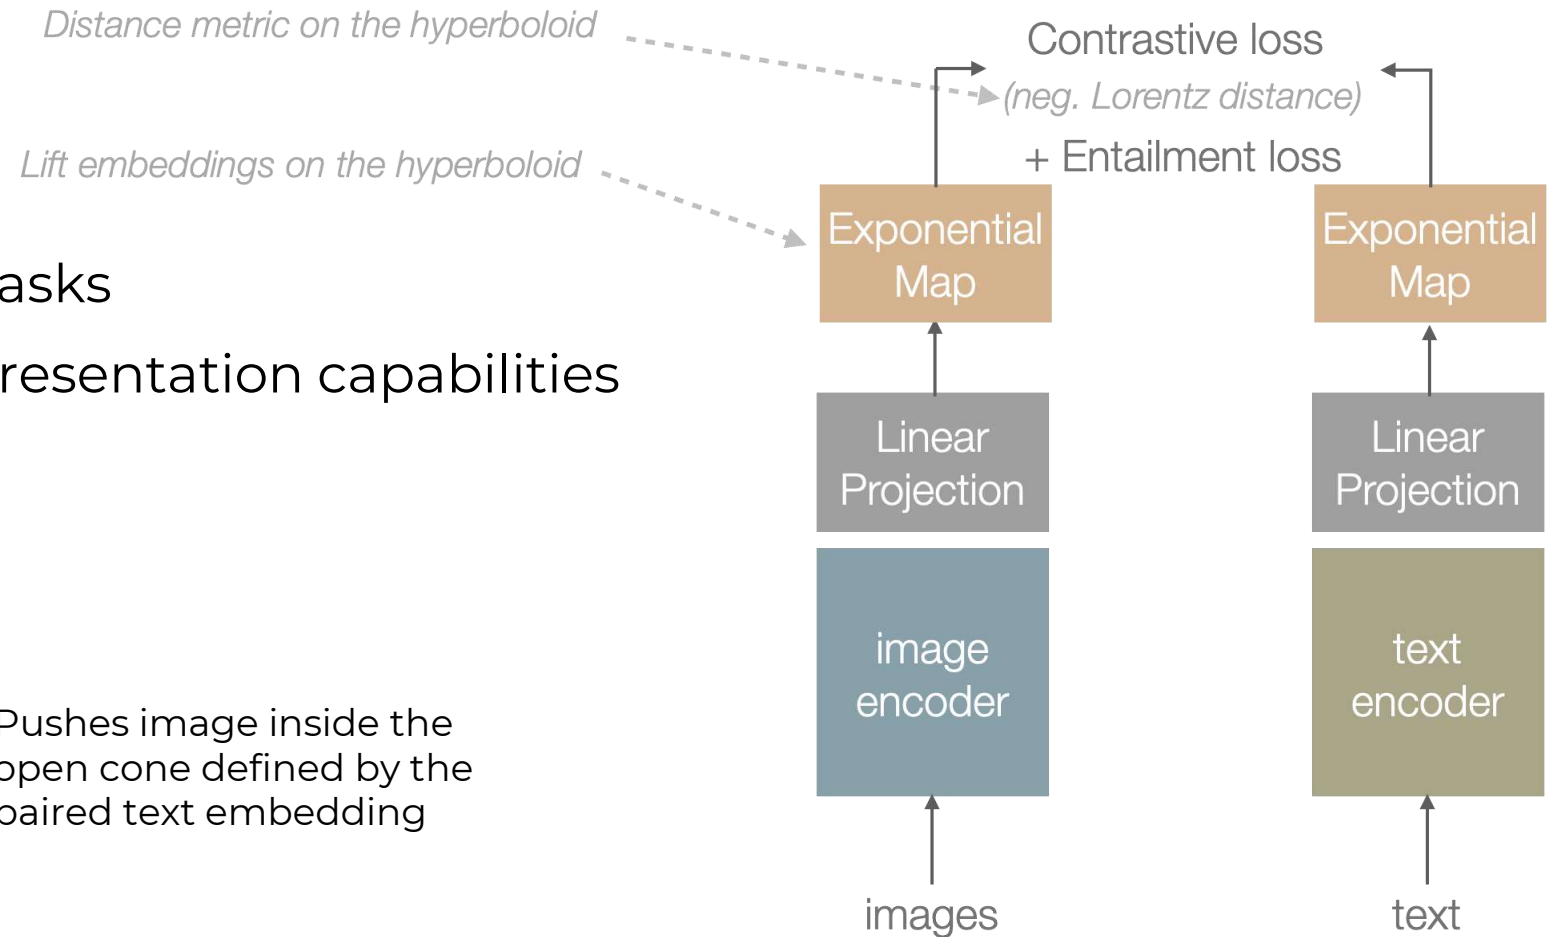 Distance metric on the hyperboloid
Contrastive loss
(neg. Lorentz distance)
+ Entailment loss
Lift embeddings on the hyperboloid
Exponential
Map
Exponential
Map
asks
resentation capabilities
Linear
Projection
Linear
Projection
image
encoder
text
encoder
Pushes image inside the
open cone defined by the
paired text embedding
images
text